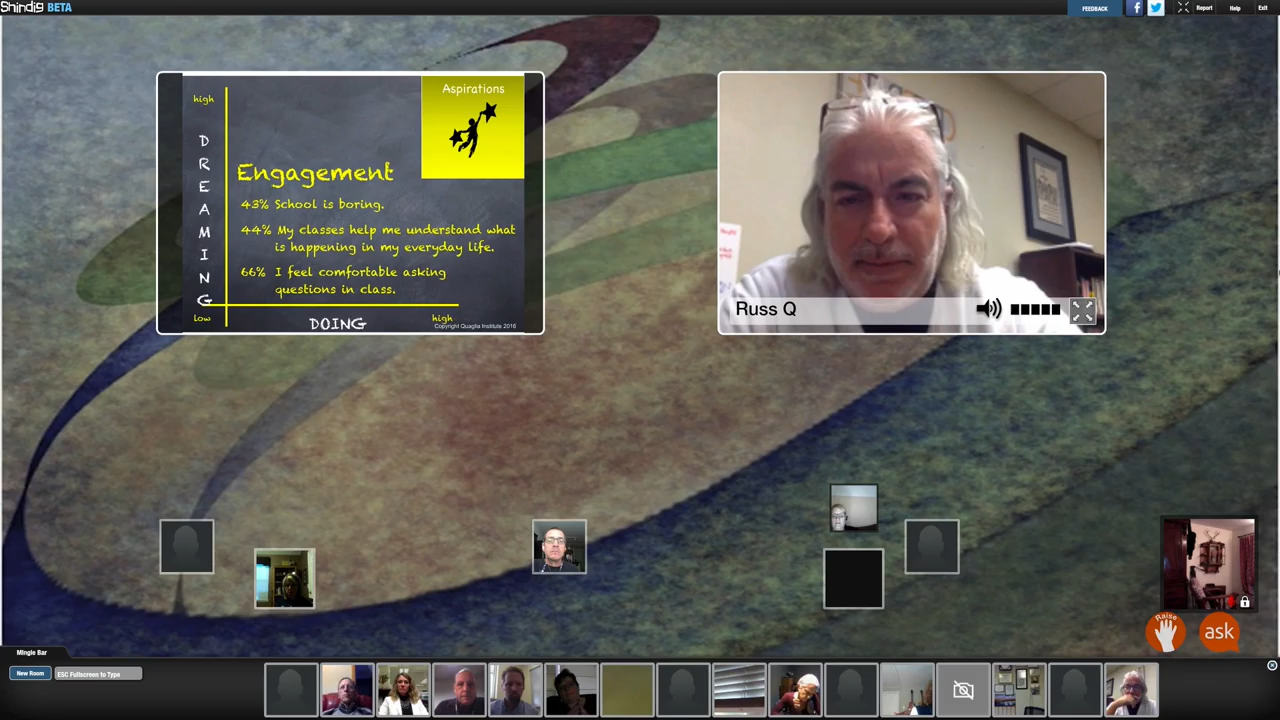 Shindig BETA
FEEDBACK
Report
Help
Exit
high
DREAMING
low
Aspirations
Engagement
43% School is boring.
44% My classes help me understand what
is happening in my everyday life.
66% I feel comfortable asking
questions in class.
DOING
high
Copyright Quaglia Institute 2016
Russ Q
Raise
ask
Mingle Bar
New Room
ESC Fullscreen to Type